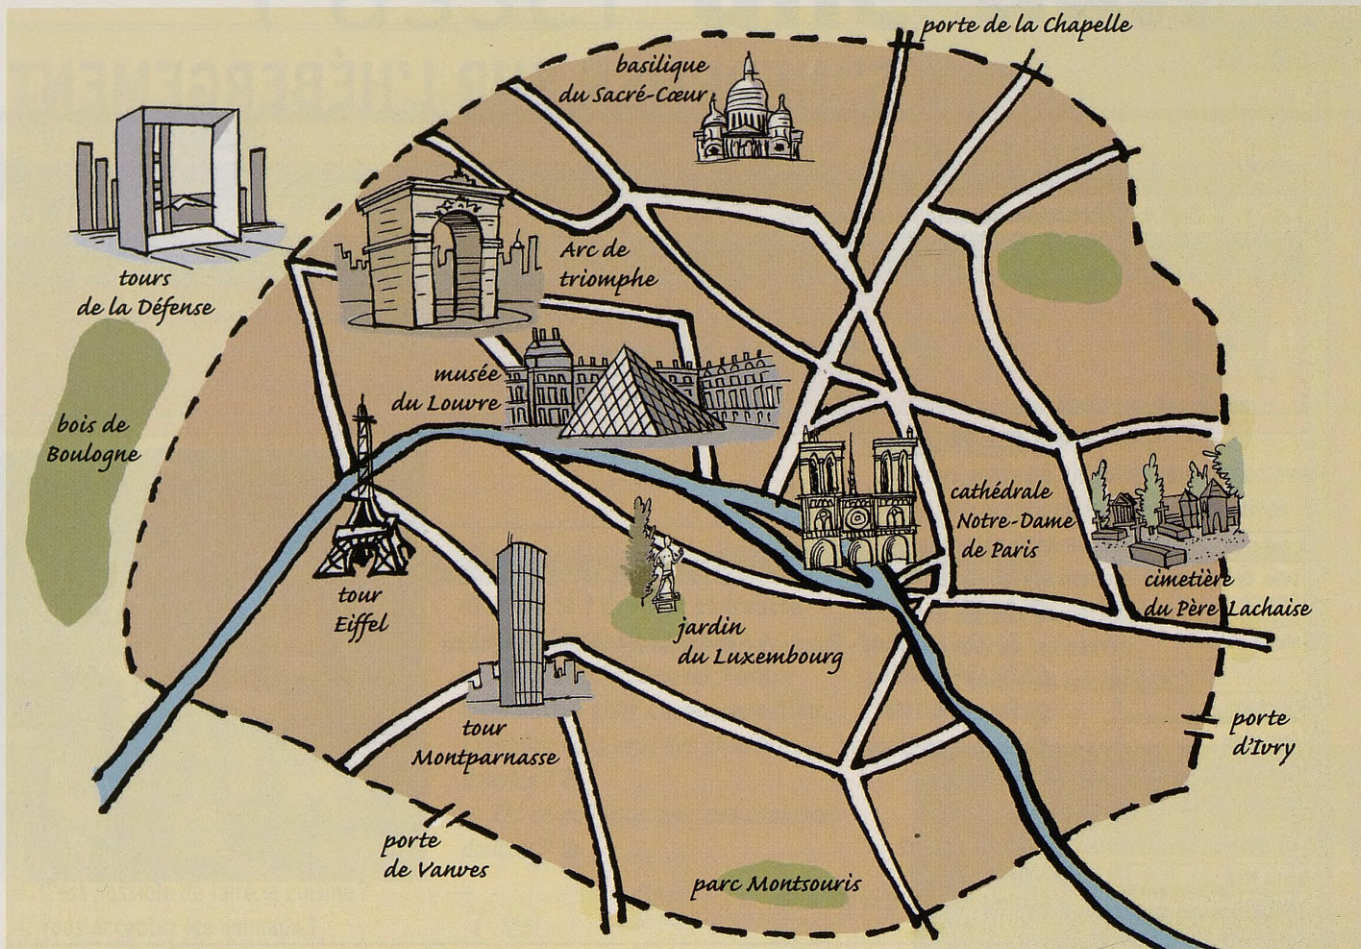 porte de la Chapelle
basilique
du Sacré-Cœur
tours
de la Défense
Arc de
triomphe
musée
du Louvre
bois de
Boulogne
cathédrale
Notre-Dame
de Paris
cimetière
du Père Lachaise
tour
Eiffel
jardin
du Luxembourg
tour
Montparnasse
porte
d'Ivry
porte
de Vanves
parc Montsouris